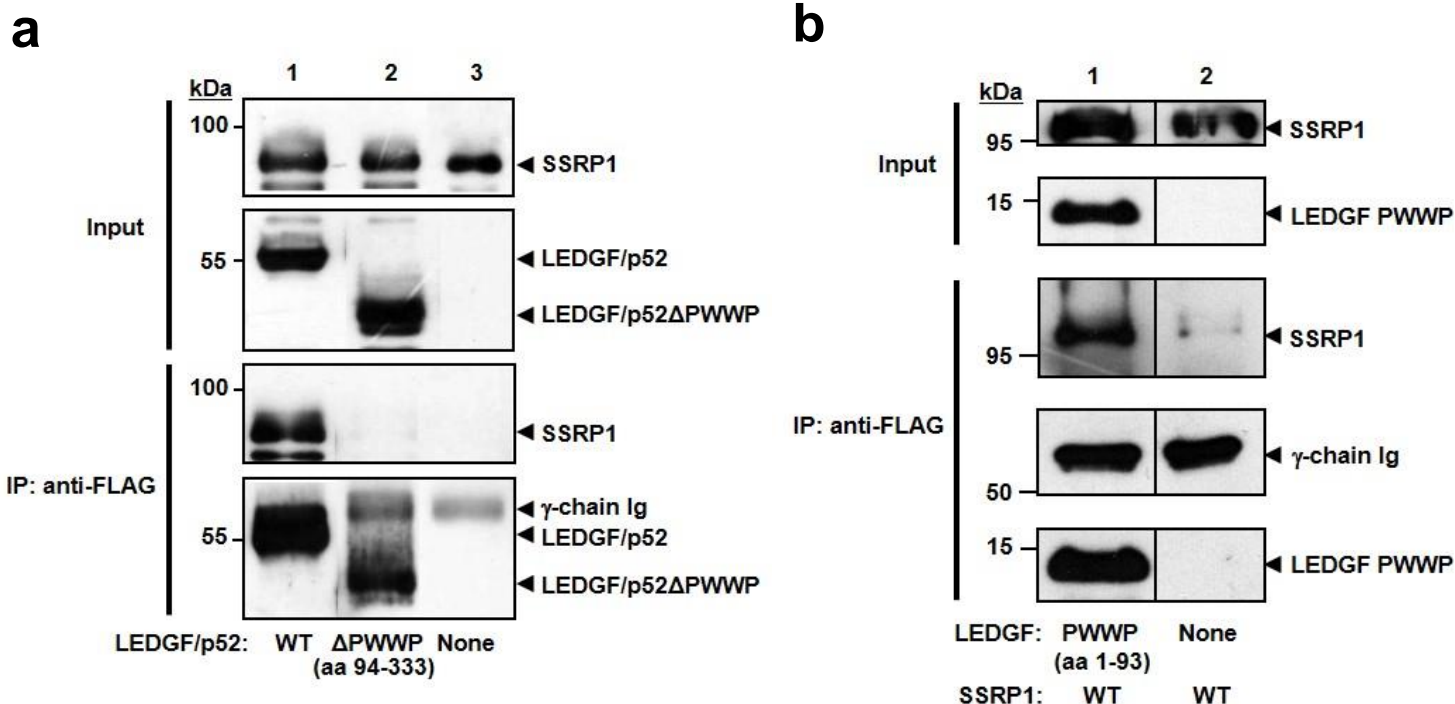 a
1 2 3
kDa
100
SSRP1
Input
55
LEDGF/p52
LEDGF/p52ΔPWWP
100
SSRP1
IP: anti-FLAG
γ-chain Ig
55
LEDGF/p52
LEDGF/p52ΔPWWP
LEDGF/p52: WT ΔPWWP None
(aa 94-333)
b
1 2
kDa
SSRP1
95
Input
15
LEDGF PWWP
SSRP1
95
IP: anti-FLAG
γ-chain Ig
50
15
LEDGF PWWP
LEDGF: PWWP None
(aa 1-93)
SSRP1: WT WT